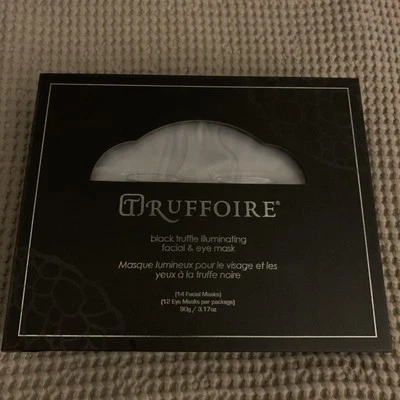 TRUFFOIRE®
black truffle illuminating
facial & eye mask
Masque lumineux pour le visage et les
yeux à la truffe noire
(14 Facial Masks)
(12 Eye Masks per package)
90g / 3.17oz